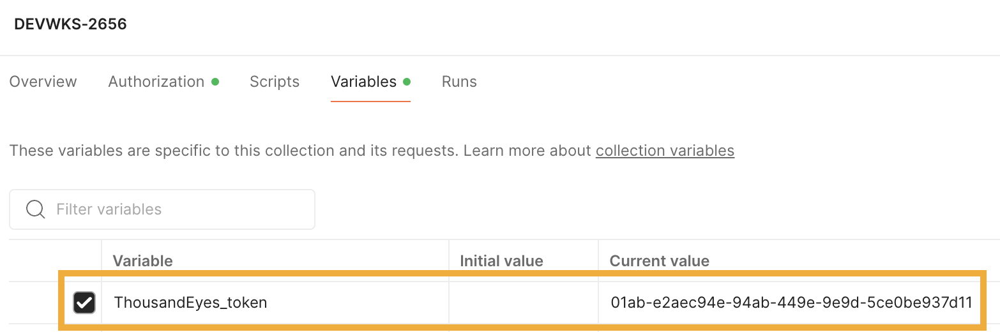 DEVWKS-2656
Overview Authorization Scripts Variables Runs
These variables are specific to this collection and its requests. Learn more about collection variables
Filter variables
Variable Initial value Current value
ThousandEyes_token 01ab-e2aec94e-94ab-449e-9e9d-5ce0be937d11